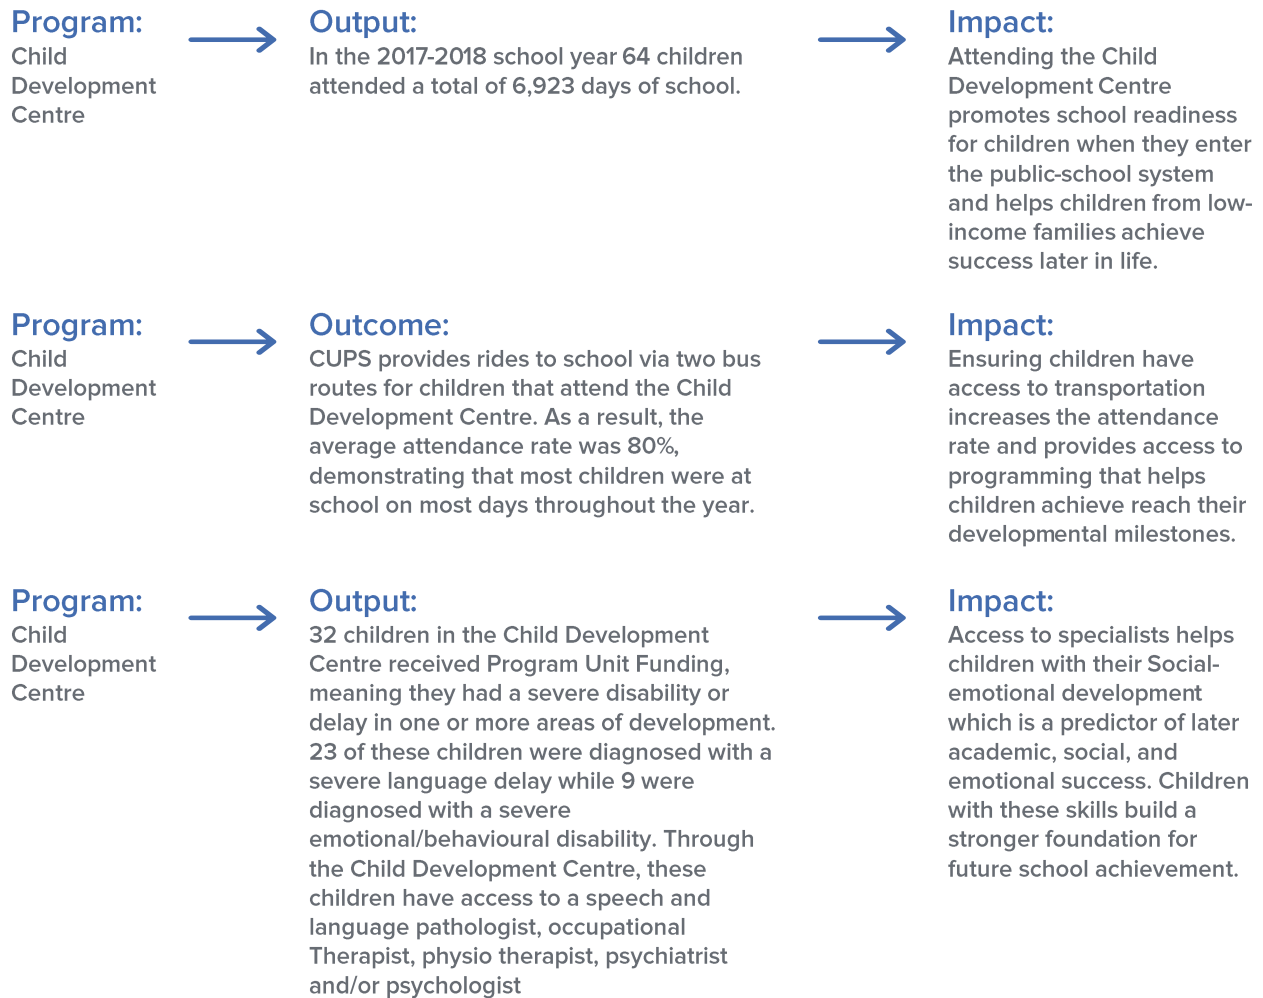 Program:
Child
Development
Centre
Output:
In the 2017-2018 school year 64 children
attended a total of 6,923 days of school.
Impact:
Attending the Child
Development Centre
promotes school readiness
for children when they enter
the public-school system
and helps children from low-
income families achieve
success later in life.
Program:
Child
Development
Centre
Outcome:
CUPS provides rides to school via two bus
routes for children that attend the Child
Development Centre. As a result, the
average attendance rate was 80%,
demonstrating that most children were at
school on most days throughout the year.
Impact:
Ensuring children have
access to transportation
increases the attendance
rate and provides access to
programming that helps
children achieve reach their
developmental milestones.
Program:
Child
Development
Centre
Output:
32 children in the Child Development
Centre received Program Unit Funding,
meaning they had a severe disability or
delay in one or more areas of development.
23 of these children were diagnosed with a
severe language delay while 9 were
diagnosed with a severe
emotional/behavioural disability. Through
the Child Development Centre, these
children have access to a speech and
language pathologist, occupational
Therapist, physio therapist, psychiatrist
and/or psychologist
Impact:
Access to specialists helps
children with their Social-
emotional development
which is a predictor of later
academic, social, and
emotional success. Children
with these skills build a
stronger foundation for
future school achievement.